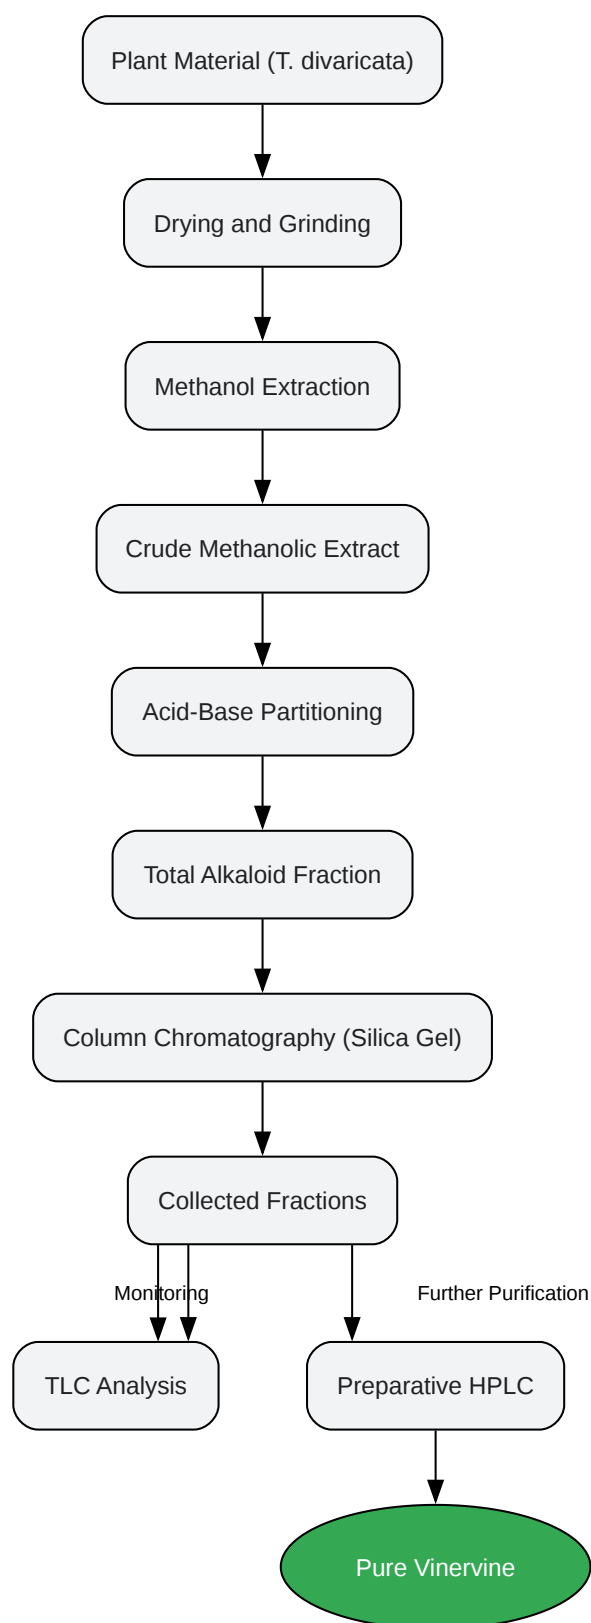 Plant Material (T. divaricata)
Drying and Grinding
Methanol Extraction
Crude Methanolic Extract
Acid-Base Partitioning
Total Alkaloid Fraction
Column Chromatography (Silica Gel)
Collected Fractions
Monitoring
Further Purification
TLC Analysis
Preparative HPLC
Pure Vinervine